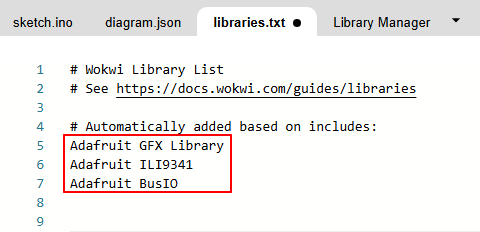 sketch.ino diagram.json libraries.txt Library Manager
1 # Wokwi Library List
2 # See https://docs.wokwi.com/guides/libraries
3
4 # Automatically added based on includes:
5 Adafruit GFX Library
6 Adafruit ILI9341
7 Adafruit BusIO
8
9